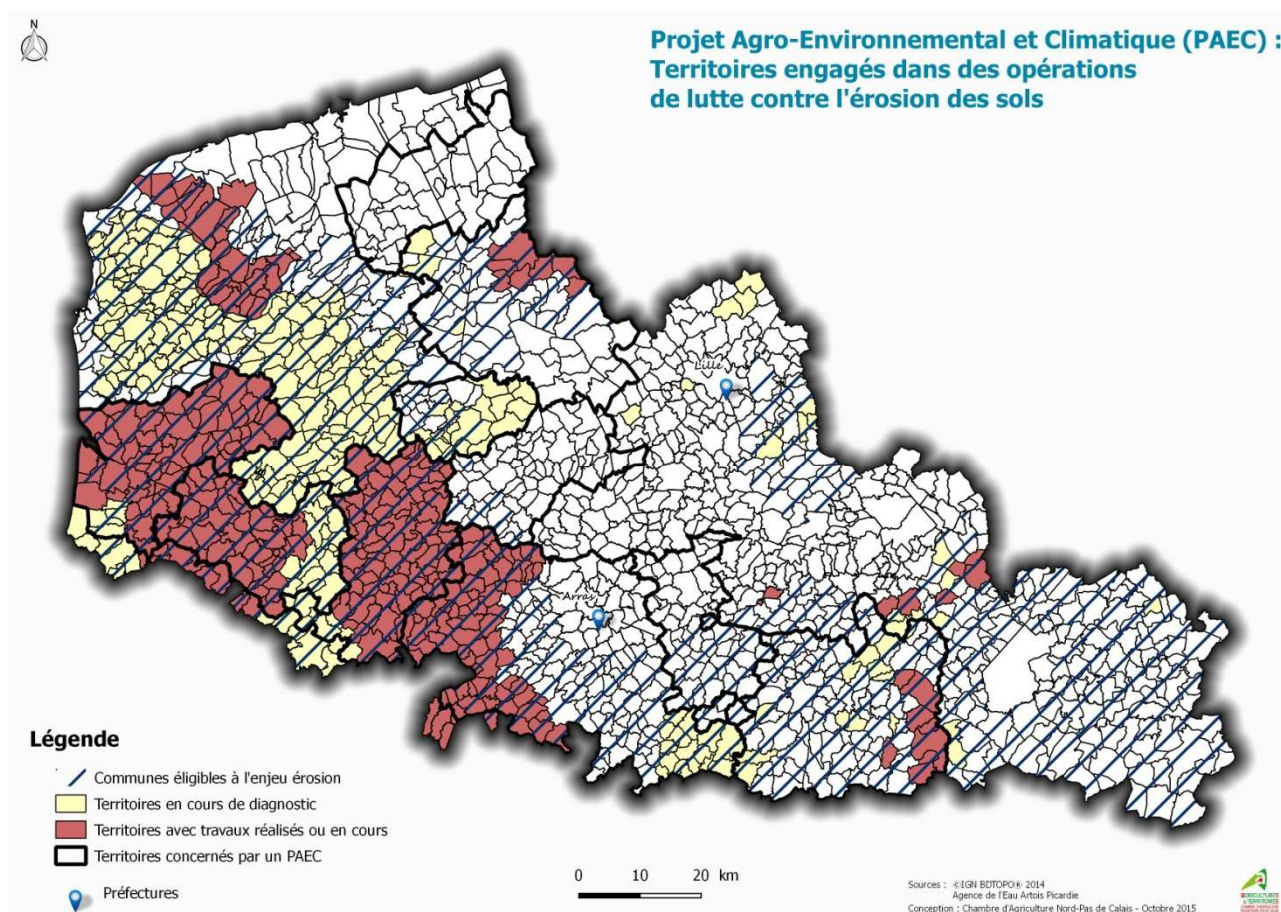 N
Projet Agro-Environnemental et Climatique (PAEC) :
Territoires engagés dans des opérations
de lutte contre l'érosion des sols
Lille
Arras
Légende
Communes éligibles à l'enjeu érosion
Territoires en cours de diagnostic
Territoires avec travaux réalisés ou en cours
Territoires concernés par un PAEC
Préfectures
0 10 20 km
Sources : ©IGN BDTOPO® 2014
Agence de l'Eau Artois Picardie
Conception : Chambre d'Agriculture Nord-Pas de Calais - Octobre 2015
AGRICULTURES
& TERRITOIRES